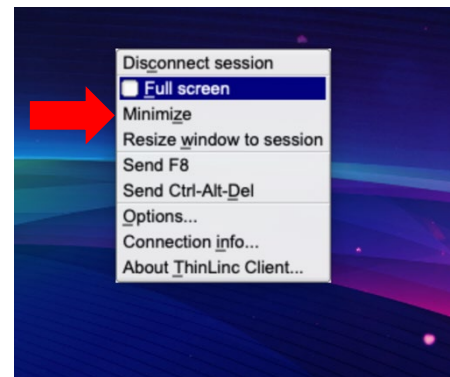 Disconnect session
Full screen
Minimize
Resize window to session
Send F8
Send Ctrl-Alt-Del
Options...
Connection info...
About ThinLinc Client...